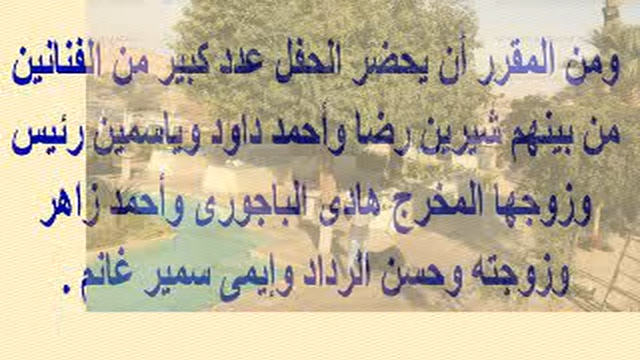 ومن المقرر أن يحضر الحفل عدد كبير من الفنانين
من بينهم شيرين رضا وأحمد داود وياسمين رئيس
وزوجها المخرج هادى الباجورى وأحمد زاهر
وزوجته وحسن الرداد وإيمى سمير غانم .